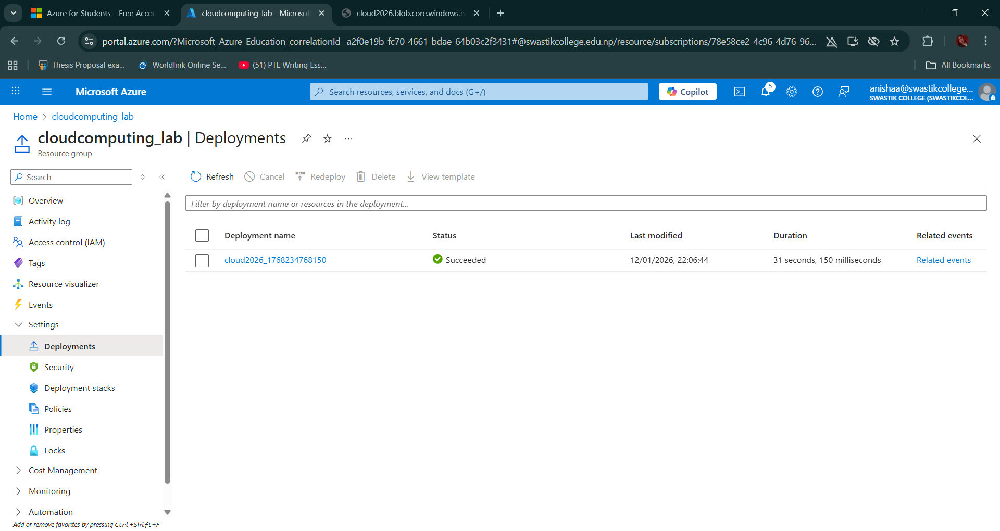 Azure for Students – Free Accou
cloudcomputing_lab - Microsof
cloud2026.blob.core.windows.n
portal.azure.com/?Microsoft_Azure_Education_correlationId=a2f0e19b-fc70-4661-bdae-64b03c2f3431#@swastikcollege.edu.np/resource/subscriptions/78e58ce2-4c96-4d76-96...
Thesis Proposal exa...
Worldlink Online Se...
(51) PTE Writing Ess...
All Bookmarks
Microsoft Azure
Search resources, services, and docs (G+/)
Copilot
5
anishaa@swastikcollege...
SWASTIK COLLEGE (SWASTIKCOL...
Home > cloudcomputing_lab
cloudcomputing_lab | Deployments
Resource group
Search
Refresh
Cancel
Redeploy
Delete
View template
Overview
Activity log
Access control (IAM)
Tags
Resource visualizer
Events
Settings
Deployments
Security
Deployment stacks
Policies
Properties
Locks
Cost Management
Monitoring
Automation
Add or remove favorites by pressing Ctrl+Shift+F
Filter by deployment name or resources in the deployment...
Deployment name Status Last modified Duration Related events
cloud2026_1768234768150 Succeeded 12/01/2026, 22:06:44 31 seconds, 150 milliseconds Related events